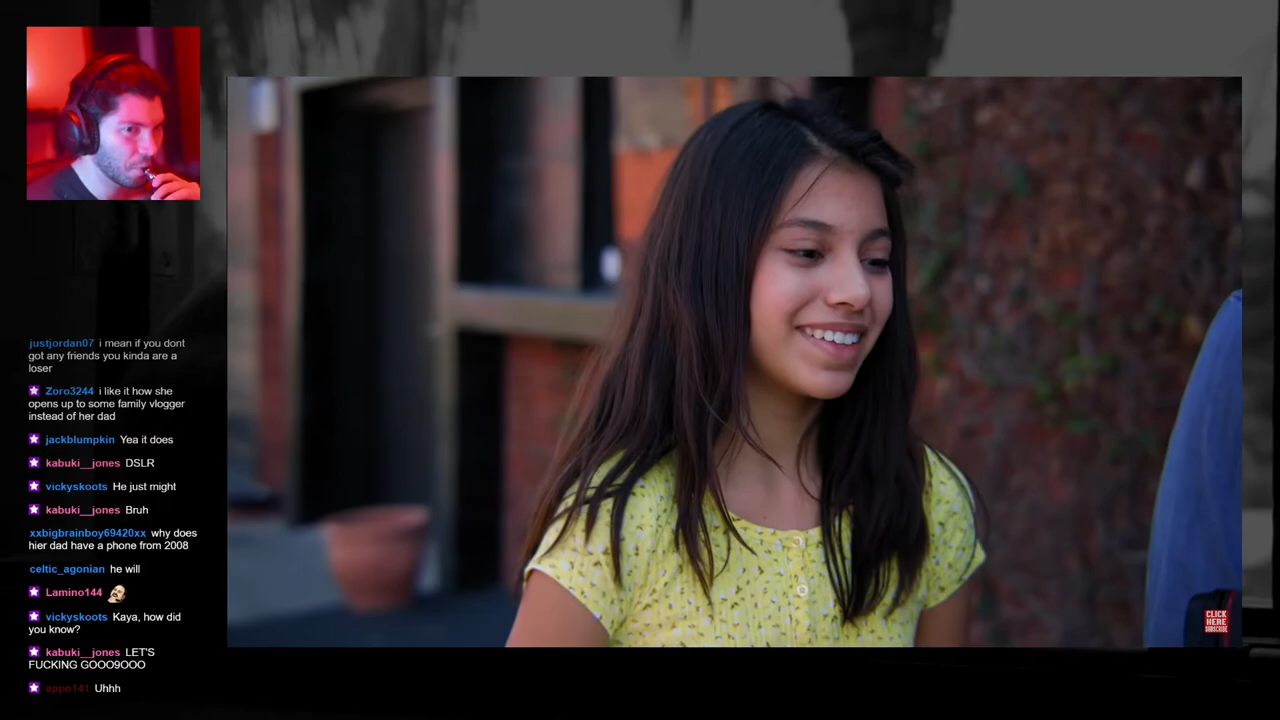 justjordan07 i mean if you dont
got any friends you kinda are a
loser
Zoro3244 i like it how she
opens up to some family vlogger
instead of her dad
jackblumpkin Yea it does
kabuki__jones DSLR
vickyskoots He just might
kabuki__jones Bruh
xxbigbrainboy69420xx why does
hier dad have a phone from 2008
celtic_agonian he will
Lamino144
vickyskoots Kaya, how did
you know?
kabuki__jones LET'S
FUCKING GOOO9OOO
appo141 Uhhh
CLICK
HERE
SUBSCRIBE